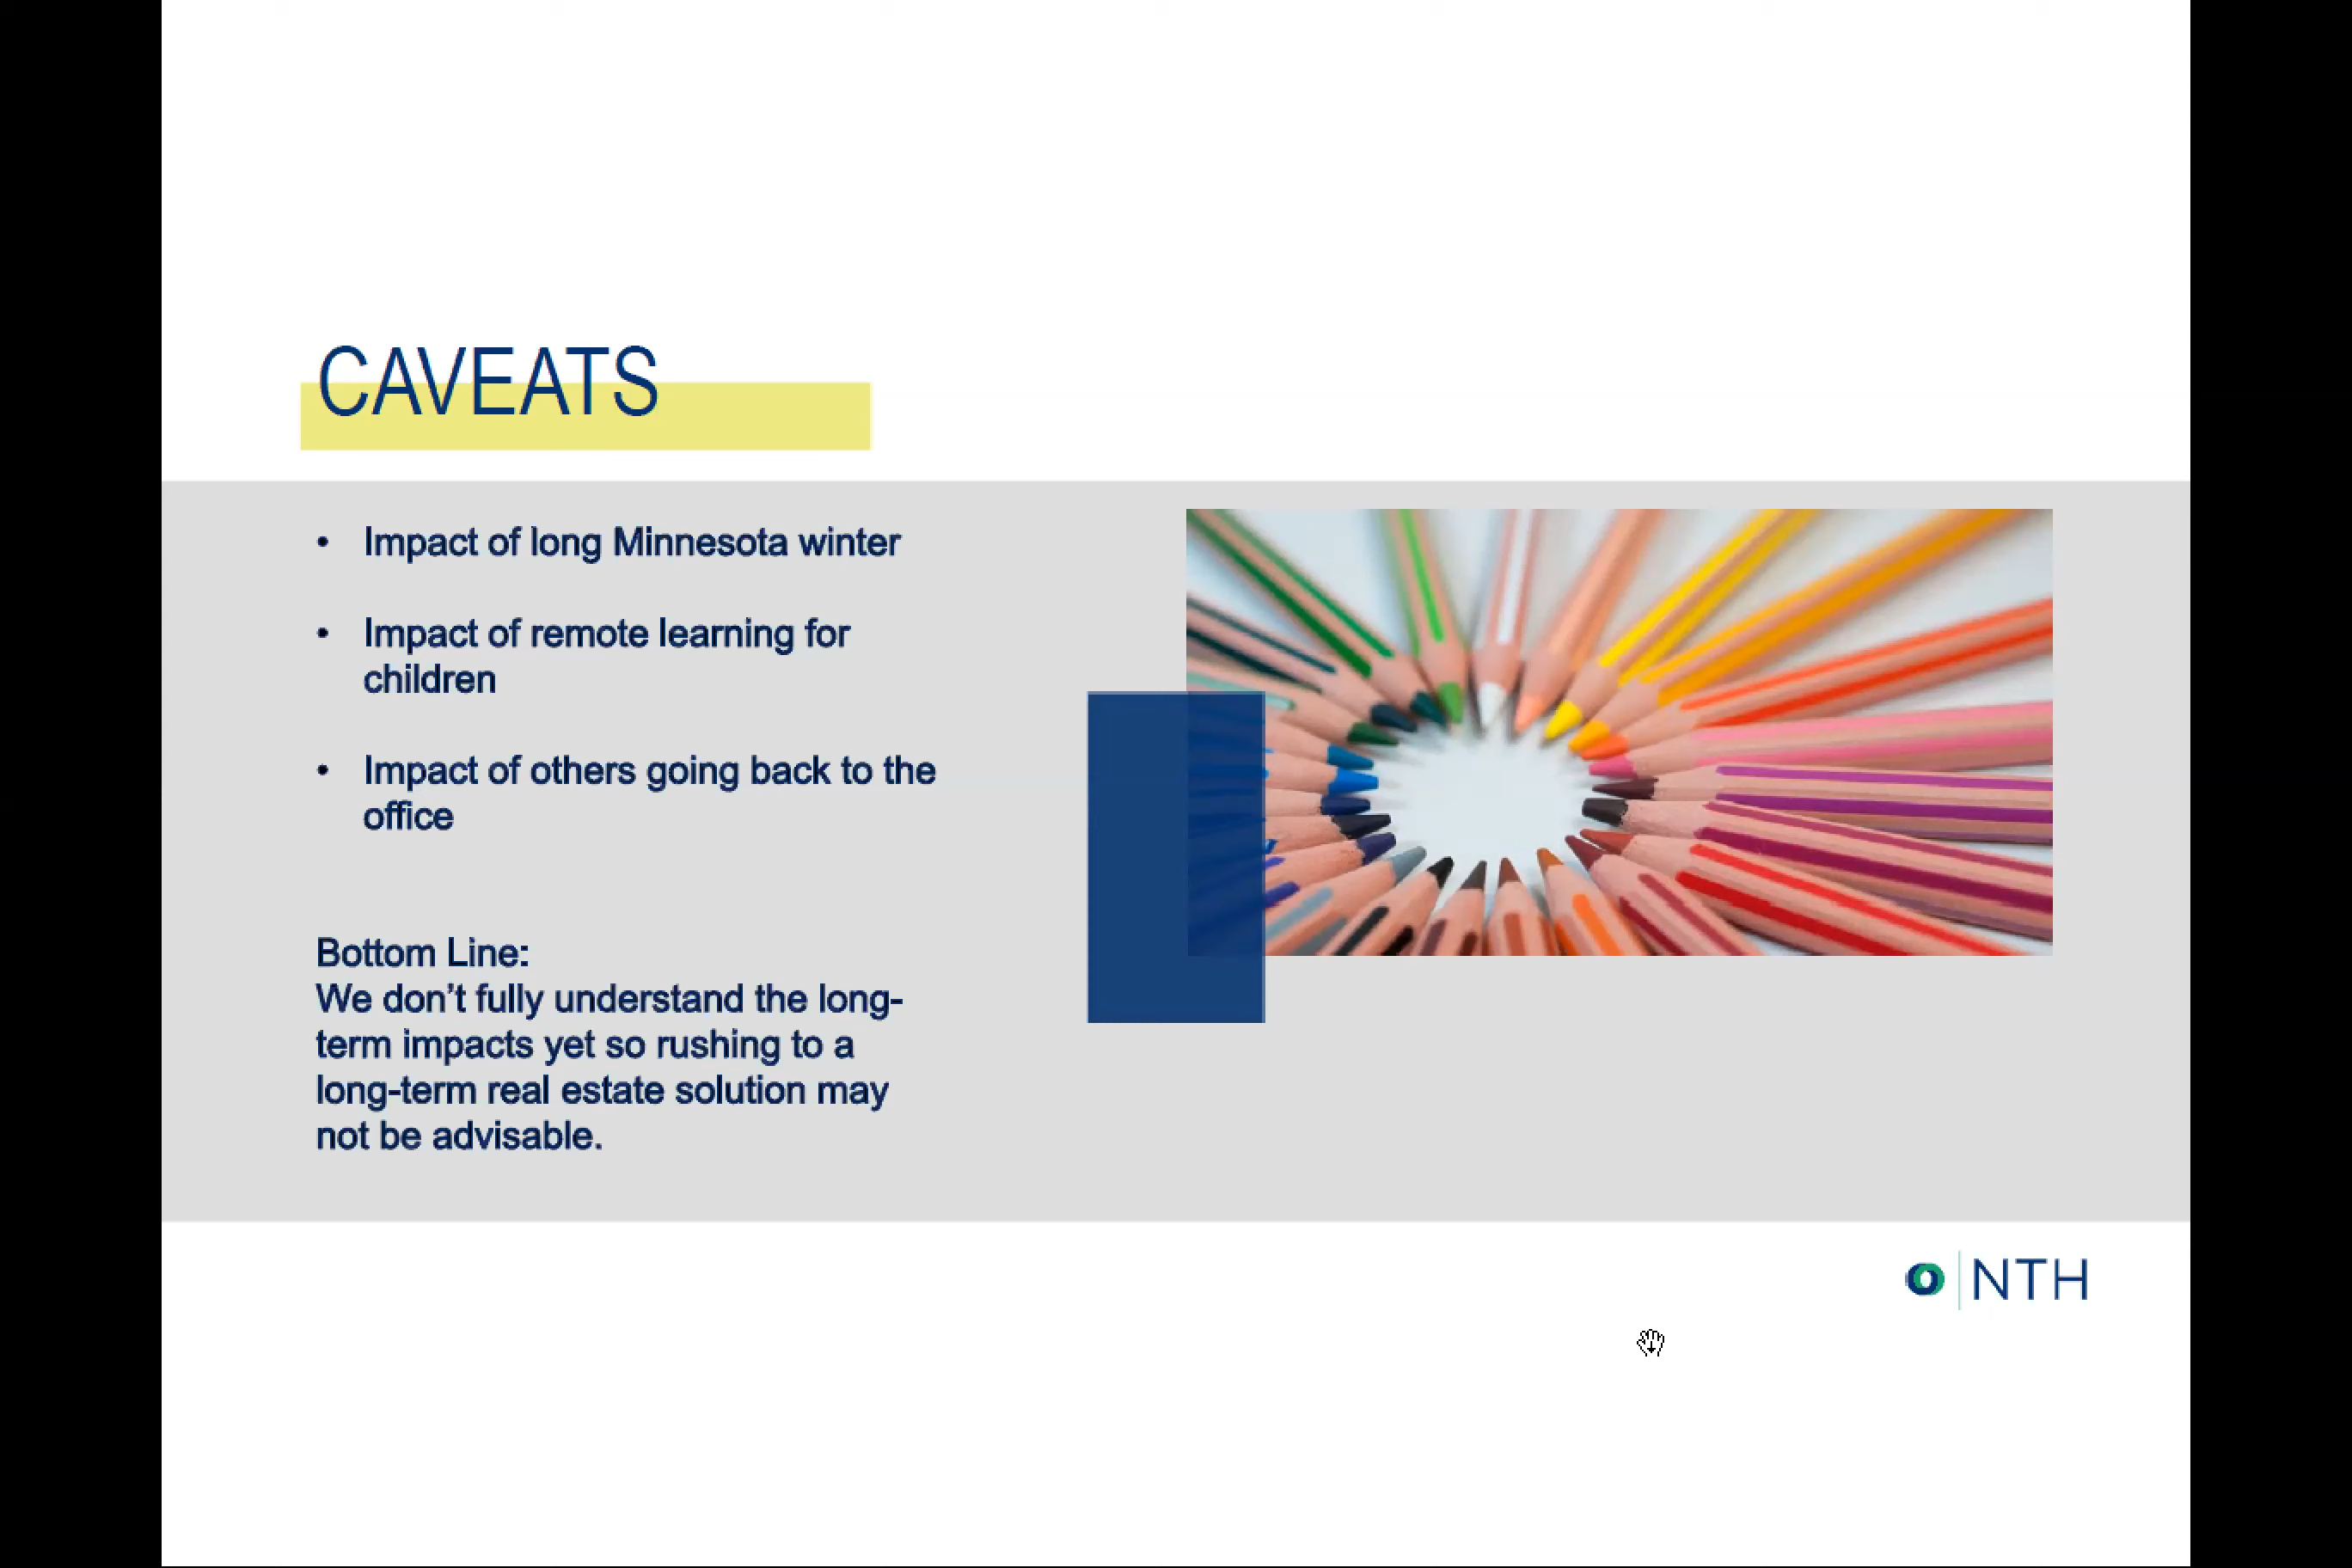 CAVEATS
• Impact of long Minnesota winter
• Impact of remote learning for
children
• Impact of others going back to the
office
Bottom Line:
We don’t fully understand the long-
term impacts yet so rushing to a
long-term real estate solution may
not be advisable.
NTH